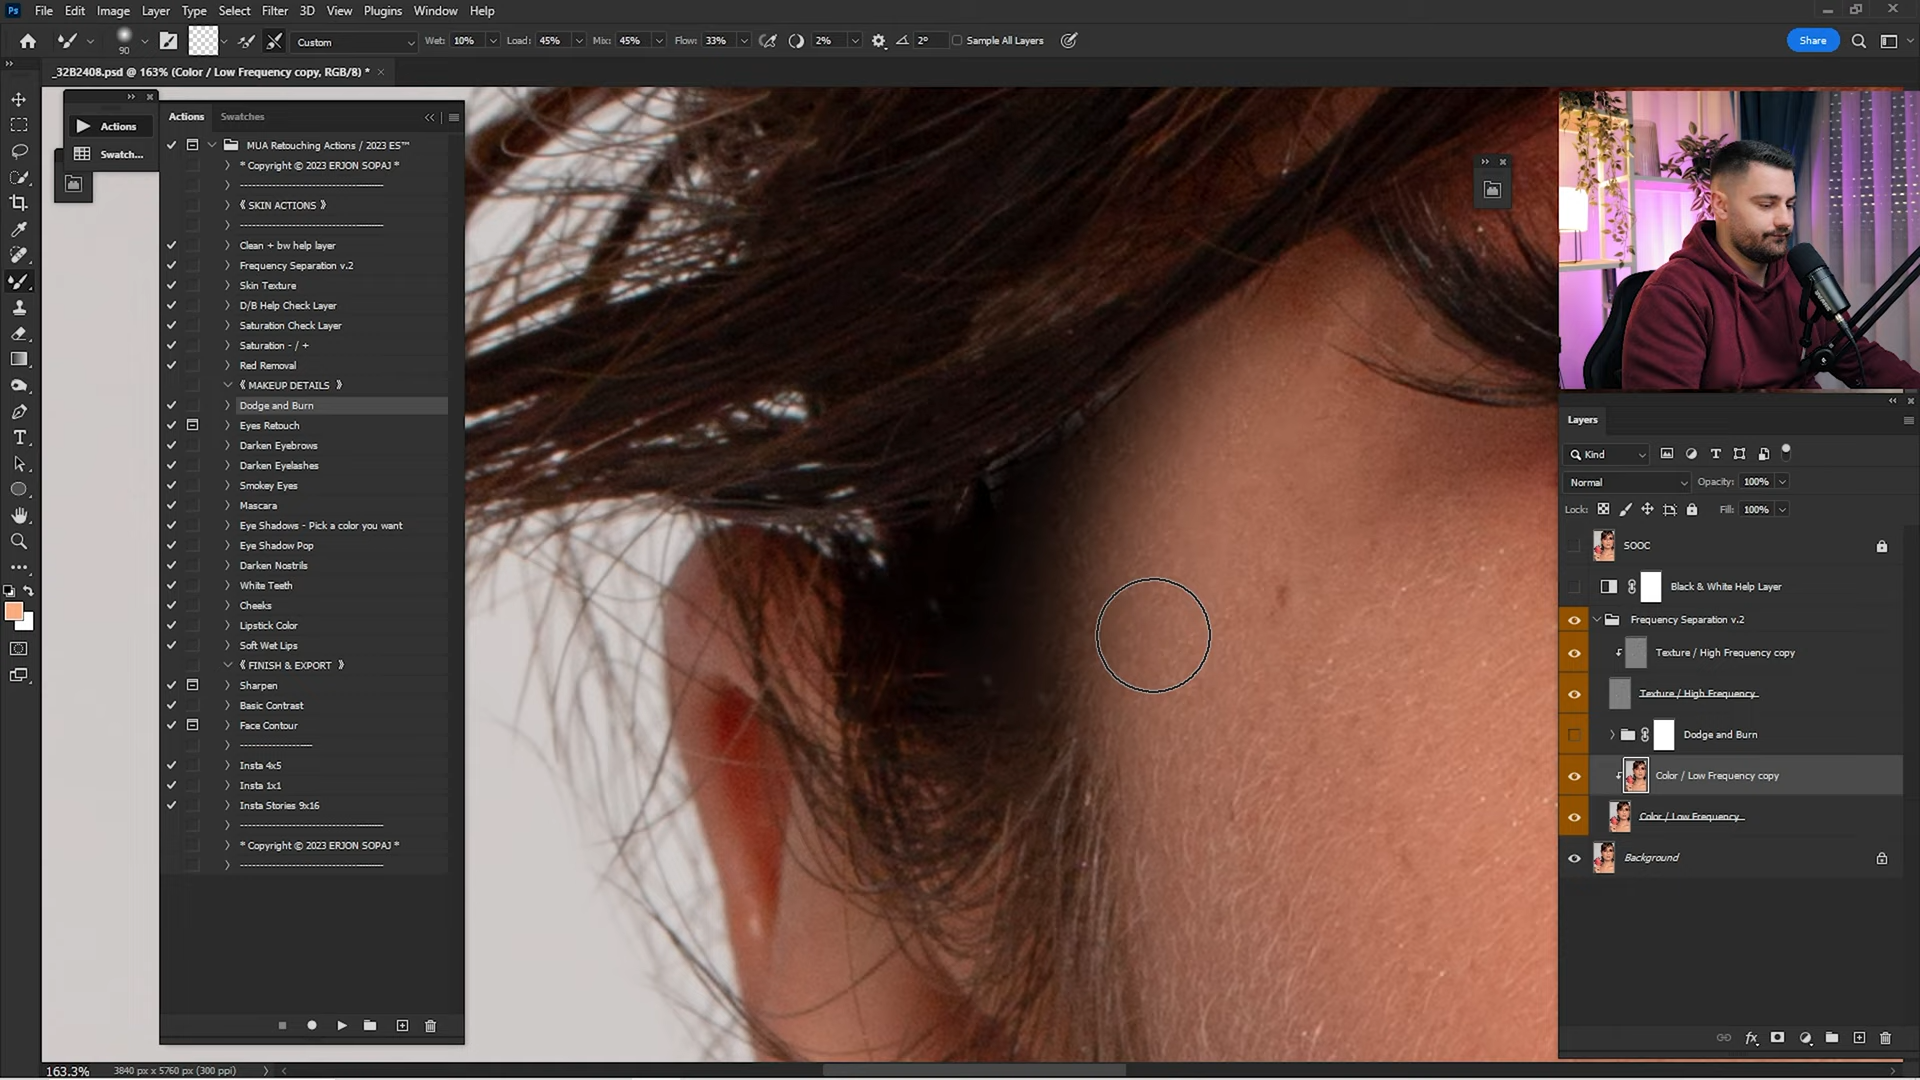 Ps File Edit Image Layer Type Select Filter 3D View Plugins Window Help
90 Custom Wet: 10% Load: 45% Mix: 45% Flow: 33% 2% 2° Sample All Layers Share
_32B2408.psd @ 163% (Color / Low Frequency copy, RGB/8) *
Actions
Swatch...
Actions Swatches
MUA Retouching Actions / 2023 ES™
* Copyright © 2023 ERJON SOPAJ *
------------------------------------
《 SKIN ACTIONS 》
------------------------------------
Clean + bw help layer
Frequency Separation v.2
Skin Texture
D/B Help Check Layer
Saturation Check Layer
Saturation - / +
Red Removal
《 MAKEUP DETAILS 》
Dodge and Burn
Eyes Retouch
Darken Eyebrows
Darken Eyelashes
Smokey Eyes
Mascara
Eye Shadows - Pick a color you want
Eye Shadow Pop
Darken Nostrils
White Teeth
Cheeks
Lipstick Color
Soft Wet Lips
《 FINISH & EXPORT 》
Sharpen
Basic Contrast
Face Contour
------------------
Insta 4x5
Insta 1x1
Insta Stories 9x16
------------------------------------
* Copyright © 2023 ERJON SOPAJ *
------------------------------------
Layers
Kind
Normal Opacity: 100%
Lock: Fill: 100%
SOOC
Black & White Help Layer
Frequency Separation v.2
Texture / High Frequency copy
Texture / High Frequency
Dodge and Burn
Color / Low Frequency copy
Color / Low Frequency
Background
fx
163.3% 3840 px x 5760 px (300 ppi)